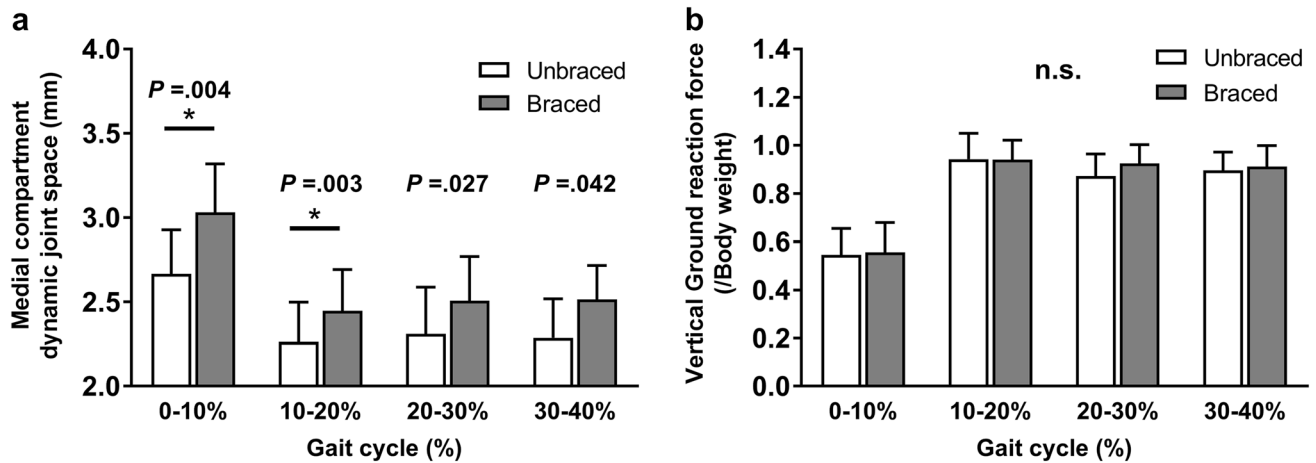 a
4.0
3.5
3.0
2.5
2.0
Medial compartment
dynamic joint space (mm)
Unbraced
Braced
P =.004
*
P =.003
*
P =.027
P =.042
0-10%
10-20%
20-30%
30-40%
Gait cycle (%)
b
1.4
1.2
1.0
0.8
0.6
0.4
0.2
0.0
Vertical Ground reaction force
(/Body weight)
n.s.
Unbraced
Braced
0-10%
10-20%
20-30%
30-40%
Gait cycle (%)